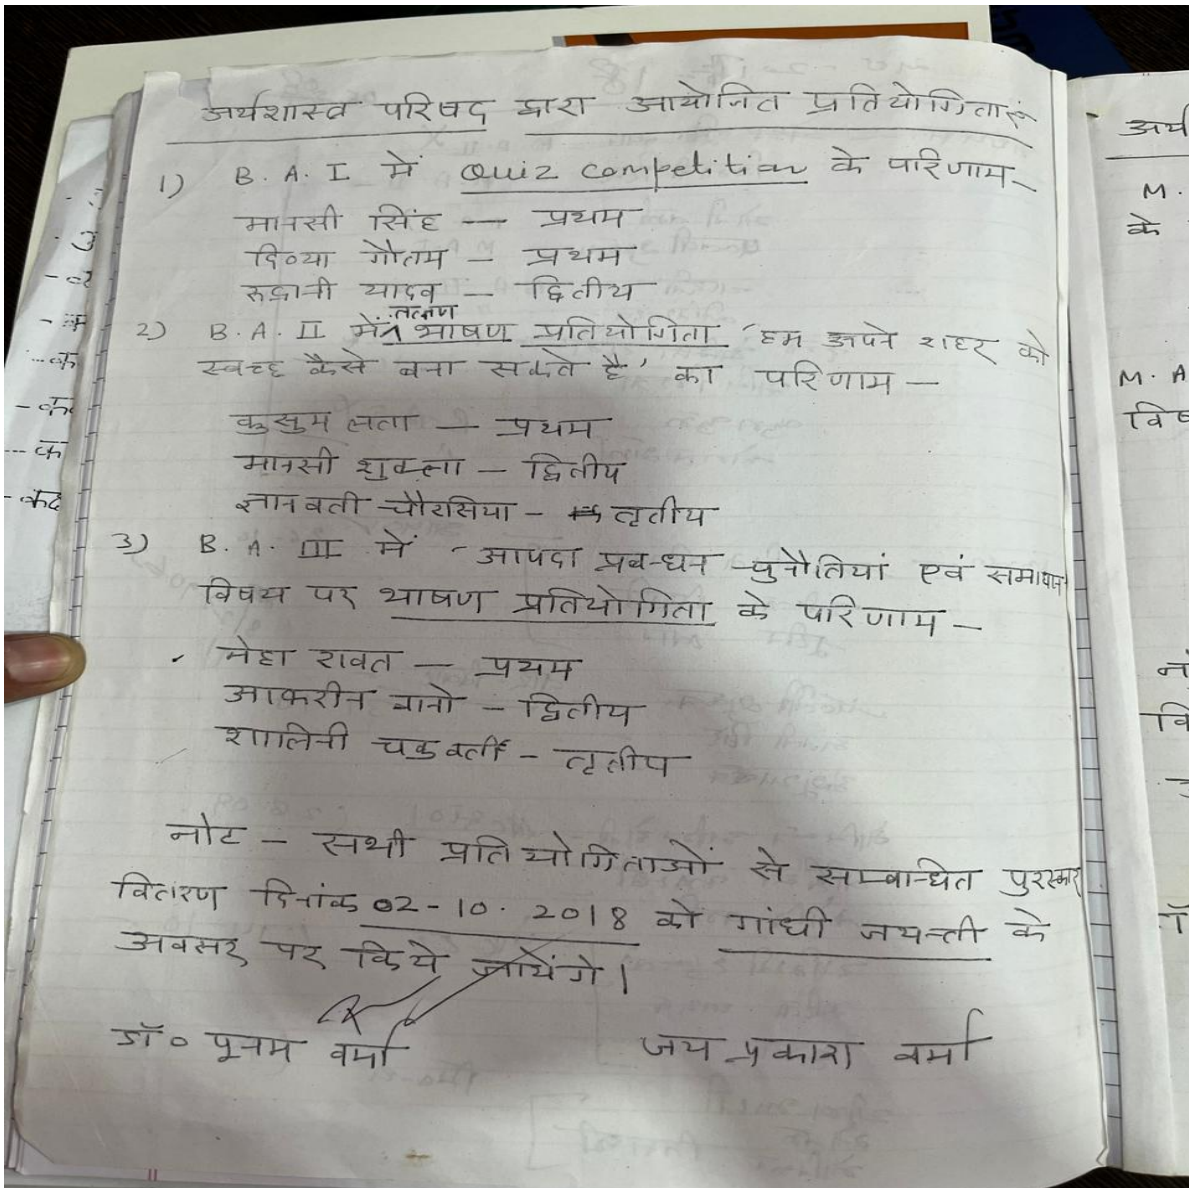 अर्थशास्त्र परिषद द्वारा आयोजित प्रतियोगिताएं
1) B. A. I में Quiz Competition के परिणाम -
मानसी सिंह -- प्रथम
दिव्या गौतम - प्रथम
रुद्रानी यादव - द्वितीय
तत्क्षण
2) B. A. II में भाषण प्रतियोगिता 'हम अपने शहर को
स्वच्छ कैसे बना सकते है' का परिणाम -
कुसुम लता - प्रथम
मानसी शुक्ला - द्वितीय
ज्ञानवती चौरसिया - तृतीय
3) B. A. III में - आपदा प्रबन्धन चुनौतियां एवं समाधान
विषय पर भाषण प्रतियोगिता के परिणाम -
नेहा रावत - प्रथम
आफरीन बानो - द्वितीय
शालिनी चक्रवर्ती - तृतीय
नोट - सभी प्रतियोगिताओं से सम्बन्धित पुरस्कार
वितरण दिनांक 02-10-2018 को गांधी जयन्ती के
अवसर पर किये जायेंगे।
डॉ० पूनम वर्मा जय प्रकाश वर्मा
अर्थ
M.
के
M. A
विष